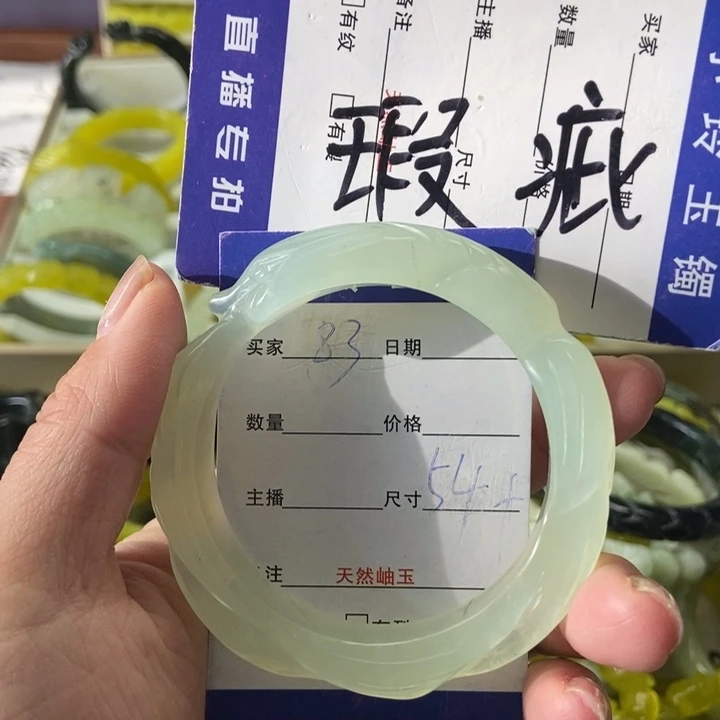 直播专拍
有纹
备注
主播
数量
买家
尺寸
价格
瑕疵
玉镯
买家 83 日期
数量 价格
主播 尺寸 54++
注 天然岫玉